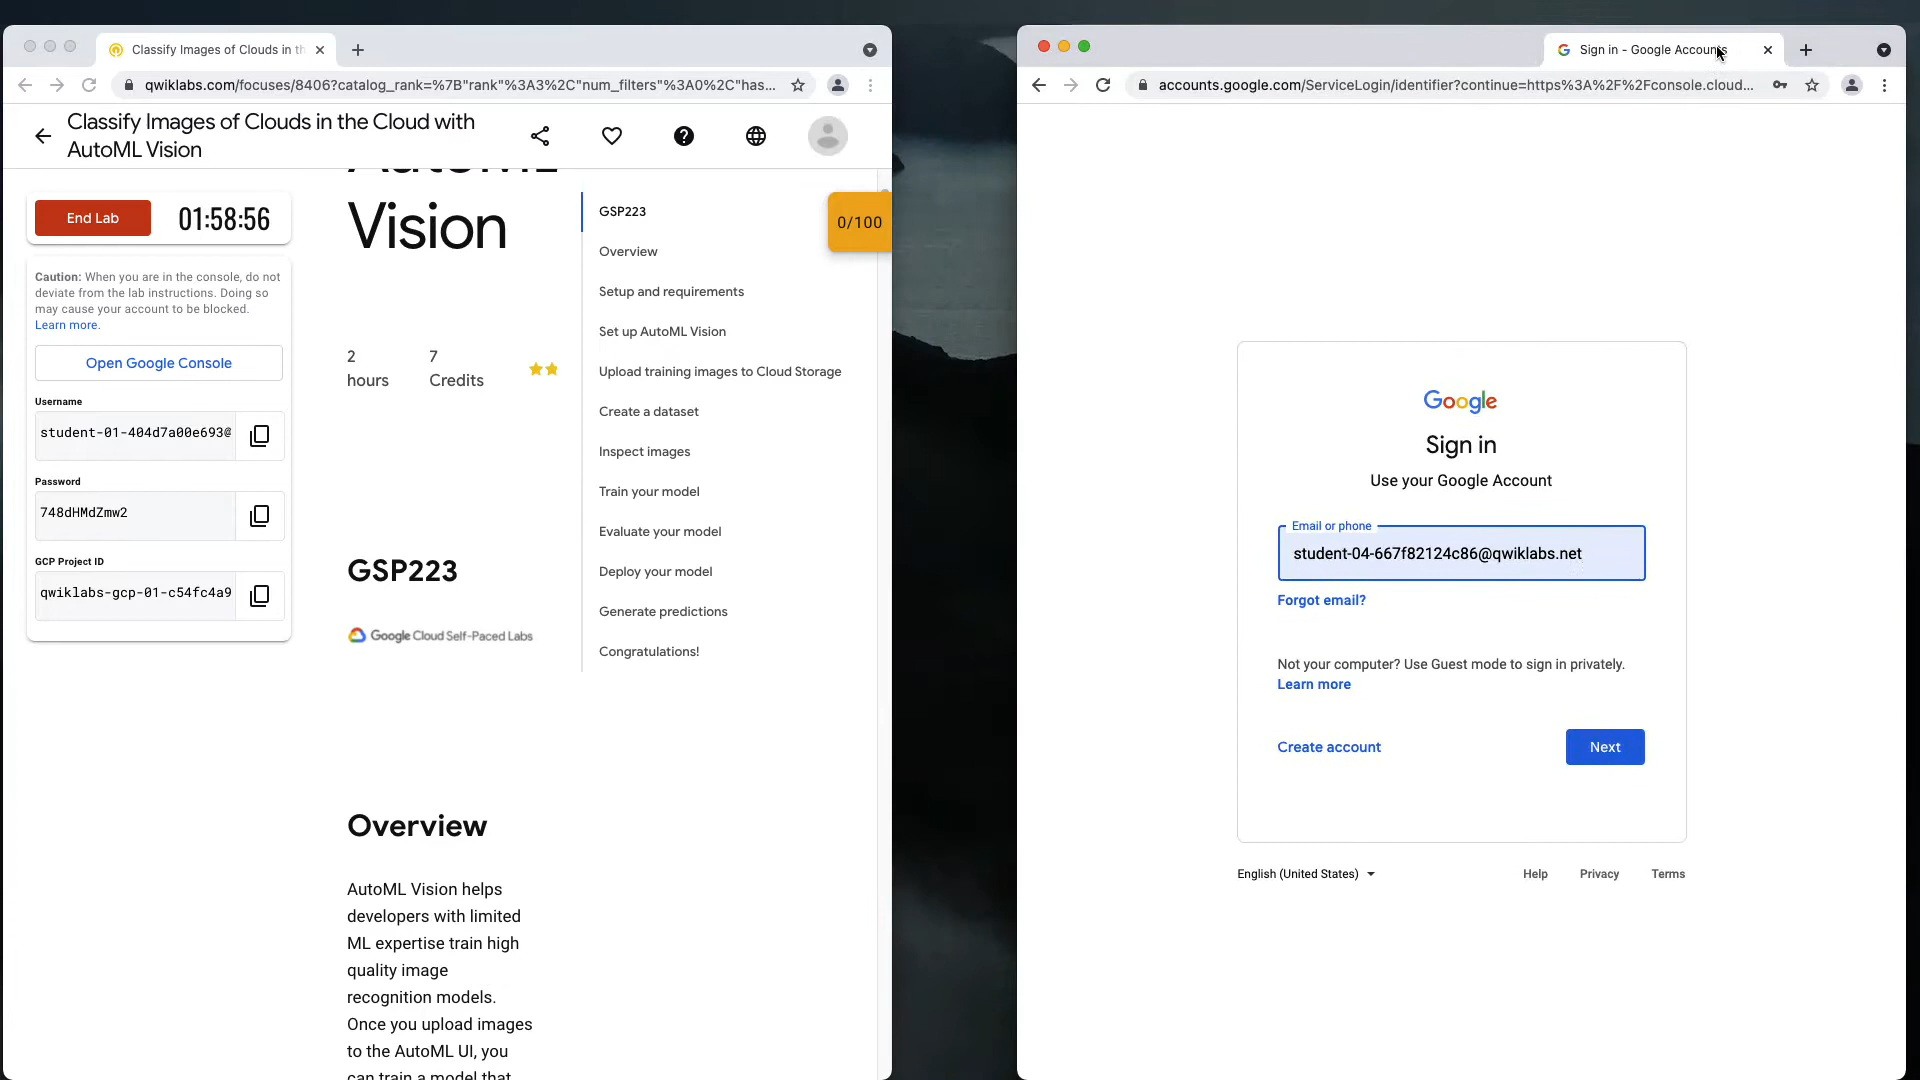 Classify Images of Clouds in th
qwiklabs.com/focuses/8406?catalog_rank=%7B"rank"%3A3%2C"num_filters"%3A0%2C"has...
Classify Images of Clouds in the Cloud with
AutoML Vision
End Lab
01:58:56
Caution: When you are in the console, do not
deviate from the lab instructions. Doing so
may cause your account to be blocked.
Learn more.
Open Google Console
Username
student-01-404d7a00e693@
Password
748dHMdZmw2
GCP Project ID
qwiklabs-gcp-01-c54fc4a9
AutoML
Vision
2
hours
7
Credits
GSP223
Google Cloud Self-Paced Labs
Overview
AutoML Vision helps
developers with limited
ML expertise train high
quality image
recognition models.
Once you upload images
to the AutoML UI, you
can train a model that
GSP223
Overview
Setup and requirements
Set up AutoML Vision
Upload training images to Cloud Storage
Create a dataset
Inspect images
Train your model
Evaluate your model
Deploy your model
Generate predictions
Congratulations!
0/100
Sign in - Google Accounts
accounts.google.com/ServiceLogin/identifier?continue=https%3A%2F%2Fconsole.cloud...
Google
Sign in
Use your Google Account
Email or phone
student-04-667f82124c86@qwiklabs.net
Forgot email?
Not your computer? Use Guest mode to sign in privately.
Learn more
Create account
Next
English (United States)
Help
Privacy
Terms